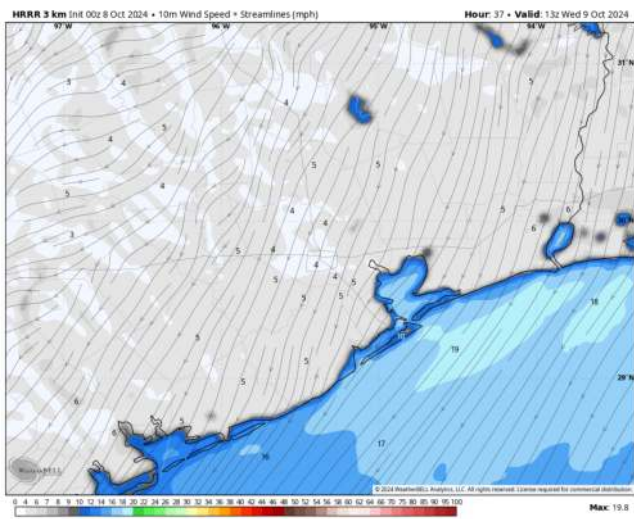 HRRR 3 km Init 00z 8 Oct 2024 • 10m Wind Speed + Streamlines (mph) Hour: 37 • Valid: 13z Wed 9 Oct 2024
97°W 96°W 95°W 94°W
31°N
3 4 5
4
5
4 5 5
4
5 4
4 5 6
4 6
3
5 4
4
5 4
5 5
18
16
19
5
5
29°N
5
6
5
6
17
16
WeatherBELL
© 2024 WeatherBELL Analytics, LLC. All rights reserved. License required for commercial distribution.
0 4 5 6 7 8 9 10 12 14 16 18 20 22 24 26 28 30 32 34 36 38 40 42 44 46 48 50 52 54 56 58 60 62 64 66 70 75 80 85 90 95 100
Max: 19.8